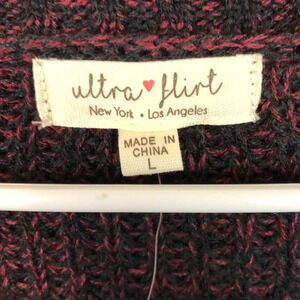 ultra flirt
New York • Los Angeles
MADE IN
CHINA
L